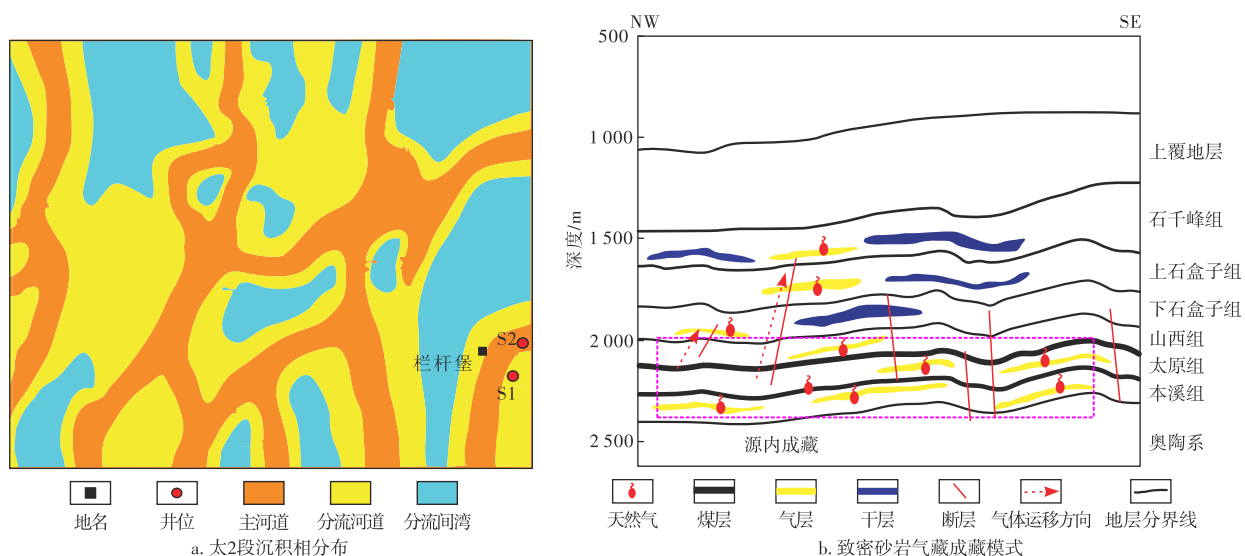 栏杆堡
S2
S1
地名
井位
主河道
分流河道
分流间湾
a. 太2段沉积相分布
NW
SE
深度/m
500
1 000
1 500
2 000
2 500
上覆地层
石千峰组
上石盒子组
下石盒子组
山西组
太原组
本溪组
奥陶系
源内成藏
天然气
煤层
气层
干层
断层
气体运移方向
地层分界线
b. 致密砂岩气藏成藏模式